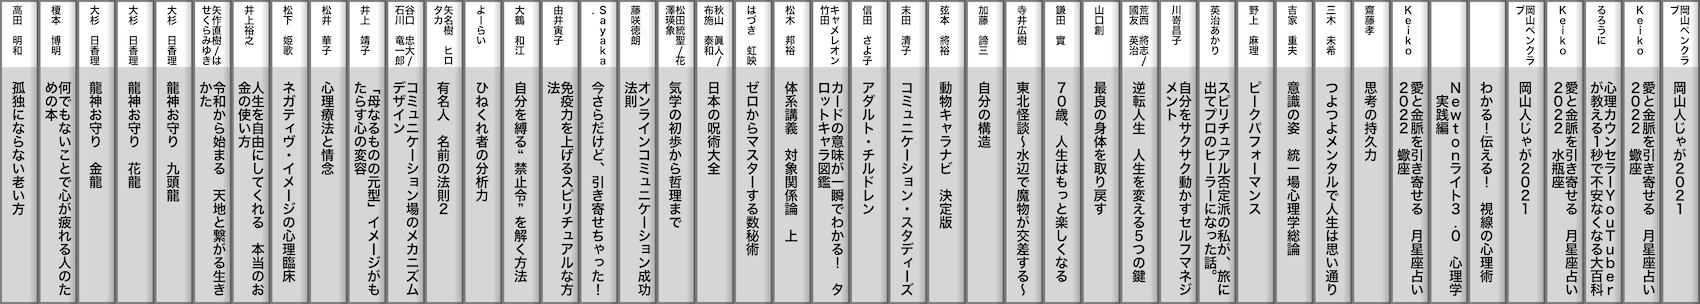 岡山ペンクラ
ブ
岡山人じゃが2021
Keiko
愛と金脈を引き寄せる　月星座占い
2022　蠍座
るろうに
心理カウンセラーYouTuber
が教える1秒で不安なくなる大百科
Keiko
愛と金脈を引き寄せる　月星座占い
2022　水瓶座
岡山ペンクラ
ブ
岡山人じゃが2021
わかる!伝える!　視線の心理術
Newtonライト3.0　心理学
実践編
Keiko
愛と金脈を引き寄せる　月星座占い
2022　蠍座
齋藤孝
思考の持久力
三木　未希
つよつよメンタルで人生は思い通り
吉家　重夫
意識の姿　統一場心理学総論
野上　麻理
ピークパフォーマンス
英治あかり
スピリチュアル否定派の私が、旅に
出てプロのヒーラーになった話。
川嵜昌子
自分をサクサク動かすセルフマネジ
メント
荒西　將志/
國友　英治
逆転人生　人生を変える5つの鍵
山口創
最良の身体を取り戻す
鎌田　實
70歳、人生はもっと楽しくなる
寺井広樹
東北怪談～水辺で魔物が交差する～
加藤　諦三
自分の構造
弦本　將裕
動物キャラナビ　決定版
末田　清子
コミュニケーション・スタディーズ
信田　さよ子
アダルト・チルドレン
キャメレオン
竹田
カードの意味が一瞬でわかる!　タ
ロットキャラ図鑑
松木　邦裕
体系講義　対象関係論　上
はづき　虹映
ゼロからマスターする数秘術
秋山　眞人/
布施　泰和
日本の呪術大全
松田統聖/花
澤瑛象
気学の初歩から哲理まで
藤咲徳朗
オンラインコミュニケーション成功
法則
Sayaka
.
今さらだけど、引き寄せちゃった!
由井寅子
免疫力を上げるスピリチュアルな方
法
大鶴　和江
自分を縛る“禁止令”を解く方法
よーらい
ひねくれ者の分析力
矢名樹　ヒロ
タカ
有名人　名前の法則2
谷口　忠大/
石川　竜一郎
コミュニケーション場のメカニズム
デザイン
井上　靖子
「母なるものの元型」イメージがも
たらす心の変容
松井　華子
心理療法と情念
松下　姫歌
ネガティヴ・イメージの心理臨床
井上裕之
人生を自由にしてくれる　本当のお
金の使い方
矢作直樹/は
せくらみゆき
令和から始まる　天地と繋がる生き
かた
大杉　日香理
龍神お守り　九頭龍
大杉　日香理
龍神お守り　花龍
大杉　日香理
龍神お守り　金龍
榎本　博明
何でもないことで心が疲れる人のた
めの本
高田　明和
孤独にならない老い方